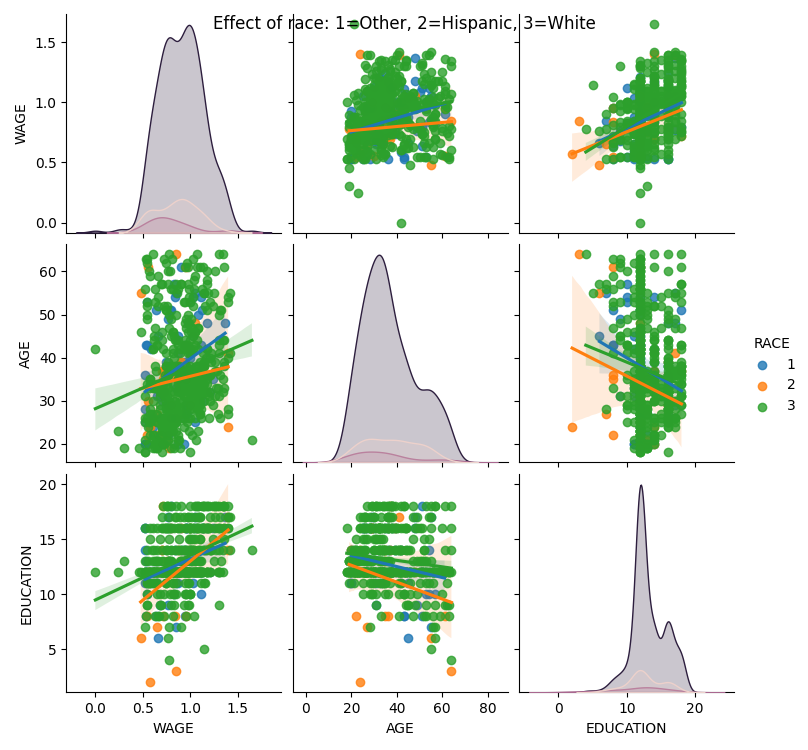 Effect of race: 1=Other, 2=Hispanic, 3=White
WAGE
1.5
1.0
0.5
0.0
AGE
60
50
40
30
20
RACE
1
2
3
EDUCATION
20
15
10
5
0.0 0.5 1.0 1.5
0 20 40 60 80
0 10 20
WAGE
AGE
EDUCATION